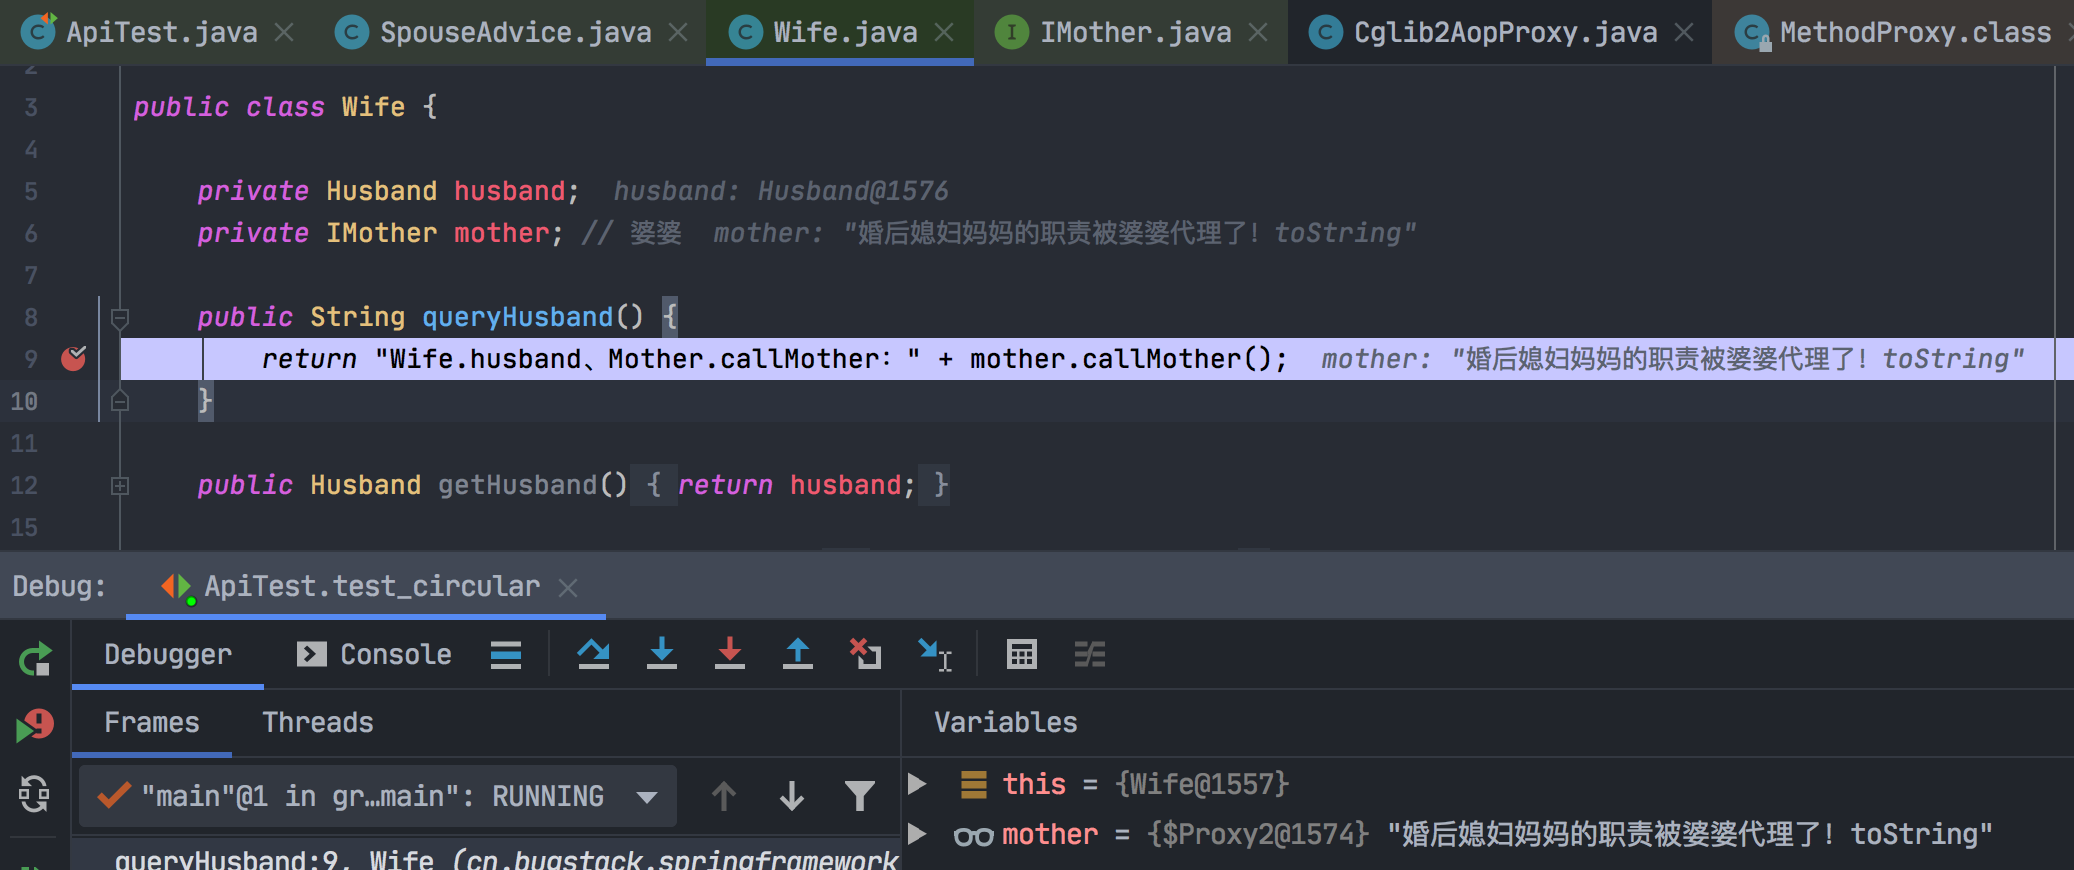 ApiTest.java SpouseAdvice.java Wife.java IMother.java Cglib2AopProxy.java MethodProxy.class
2
3 public class Wife {
4
5 private Husband husband; husband: Husband@1576
6 private IMother mother; // 婆婆 mother: "婚后媳妇妈妈的职责被婆婆代理了！toString"
7
8 public String queryHusband() {
9 return "Wife.husband、Mother.callMother：" + mother.callMother(); mother: "婚后媳妇妈妈的职责被婆婆代理了！toString"
10 }
11
12 public Husband getHusband() { return husband; }
15
Debug: ApiTest.test_circular
Debugger Console
Frames Threads Variables
"main"@1 in gr...main": RUNNING
this = {Wife@1557}
mother = {$Proxy2@1574} "婚后媳妇妈妈的职责被婆婆代理了！toString"
queryHusband:9, Wife (cn.bugstack.springframework